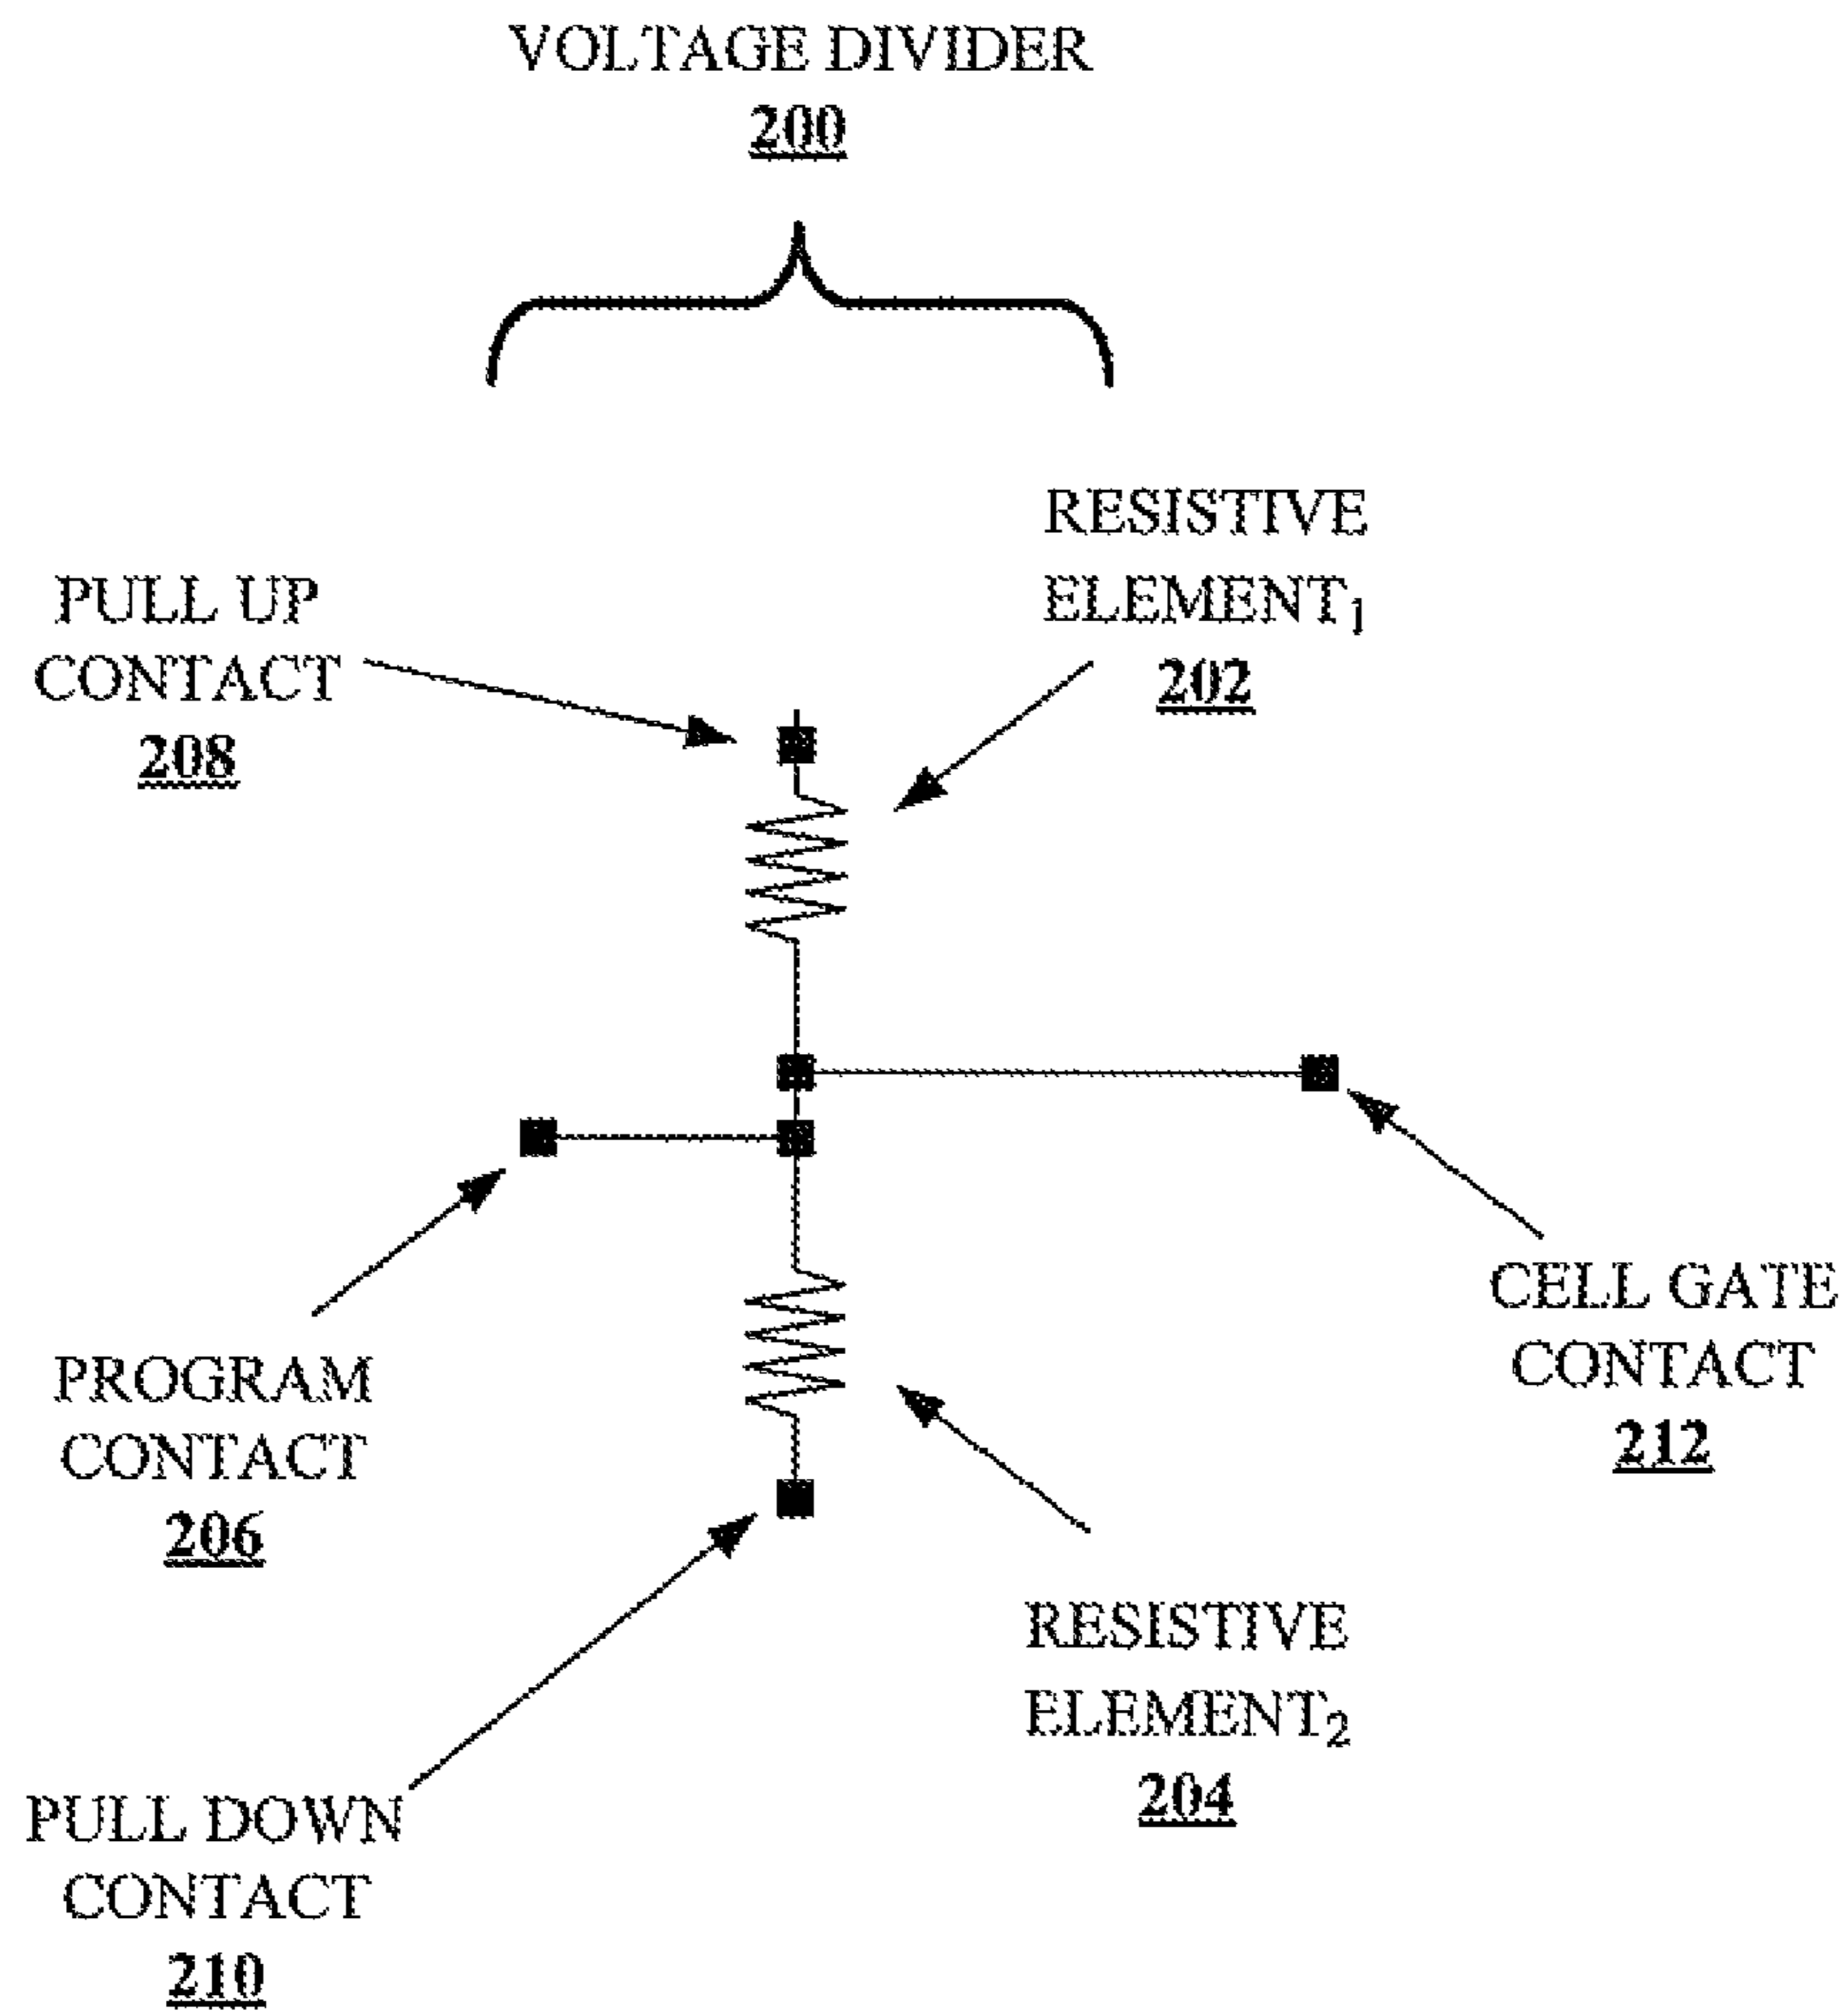 VOLTAGE DIVIDER
200
RESISTIVE
ELEMENT₁
202
PULL UP
CONTACT
208
CELL GATE
CONTACT
212
PROGRAM
CONTACT
206
RESISTIVE
ELEMENT₂
204
PULL DOWN
CONTACT
210